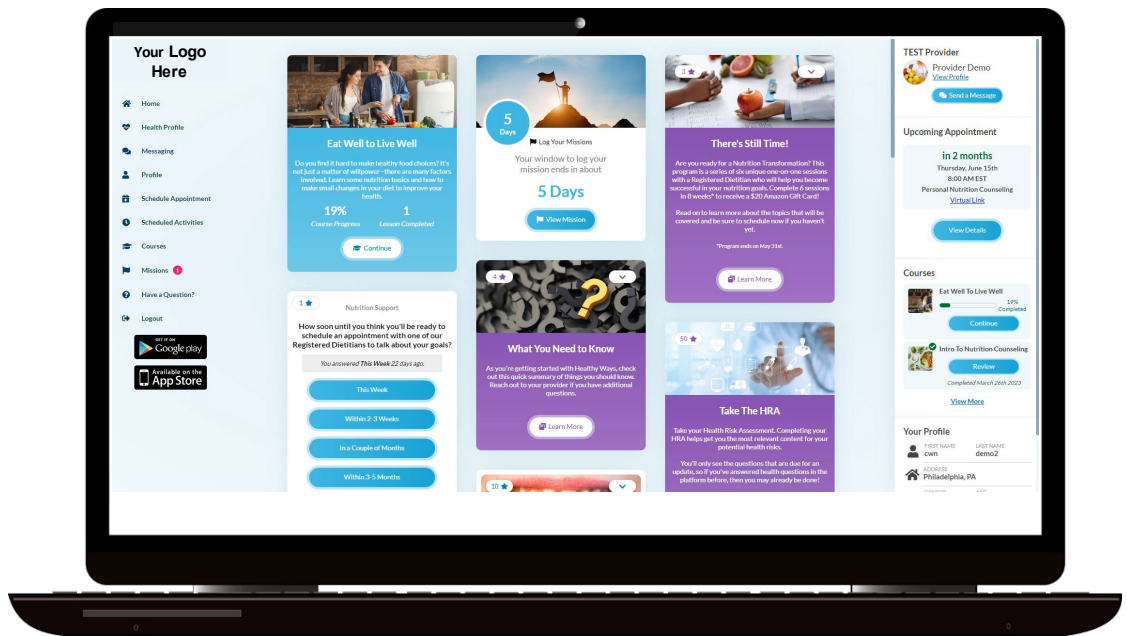 Your Logo
Here
Home
Health Profile
Messaging
Profile
Schedule Appointment
Scheduled Activities
Courses
Missions 1
Have a Question?
Logout
GET IT ON
Google play
Available on the
App Store
Eat Well to Live Well
Do you find it hard to make healthy food choices? It's
not just a matter of willpower--there are many factors
involved. Learn some nutrition basics and how to
make small changes in your diet to improve your
health.
19% 1
Course Progress Lesson Completed
Continue
1
Nutrition Support
How soon until you think you'll be ready to
schedule an appointment with one of our
Registered Dietitians to talk about your goals?
You answered This Week 22 days ago.
This Week
Within 2-3 Weeks
In a Couple of Months
Within 3-5 Months
5
Days
Log Your Missions
Your window to log your
mission ends in about
5 Days
View Mission
4
What You Need to Know
As you're getting started with Healthy Ways, check
out this quick summary of things you should know.
Reach out to your provider if you have additional
questions.
Learn More
10
3
There's Still Time!
Are you ready for a Nutrition Transformation? This
program is a series of six unique one-on-one sessions
with a Registered Dietitian who will help you become
successful in your nutrition goals. Complete 6 sessions
in 8 weeks* to receive a $20 Amazon Gift Card!
Read on to learn more about the topics that will be
covered and be sure to schedule now if you haven't
yet.
*Program ends on May 31st.
Learn More
50
Take The HRA
Take your Health Risk Assessment. Completing your
HRA helps get you the most relevant content for your
potential health risks.
You'll only see the questions that are due for an
update, so if you've answered health questions in the
platform before, then you may already be done!
TEST Provider
Provider Demo
View Profile
Send a Message
Upcoming Appointment
in 2 months
Thursday, June 15th
8:00 AM EST
Personal Nutrition Counseling
Virtual Link
View Details
Courses
Eat Well To Live Well
19%
Completed
Continue
Intro To Nutrition Counseling
Review
Completed March 26th 2023
View More
Your Profile
FIRST NAME LAST NAME
cwn demo2
ADDRESS
Philadelphia, PA